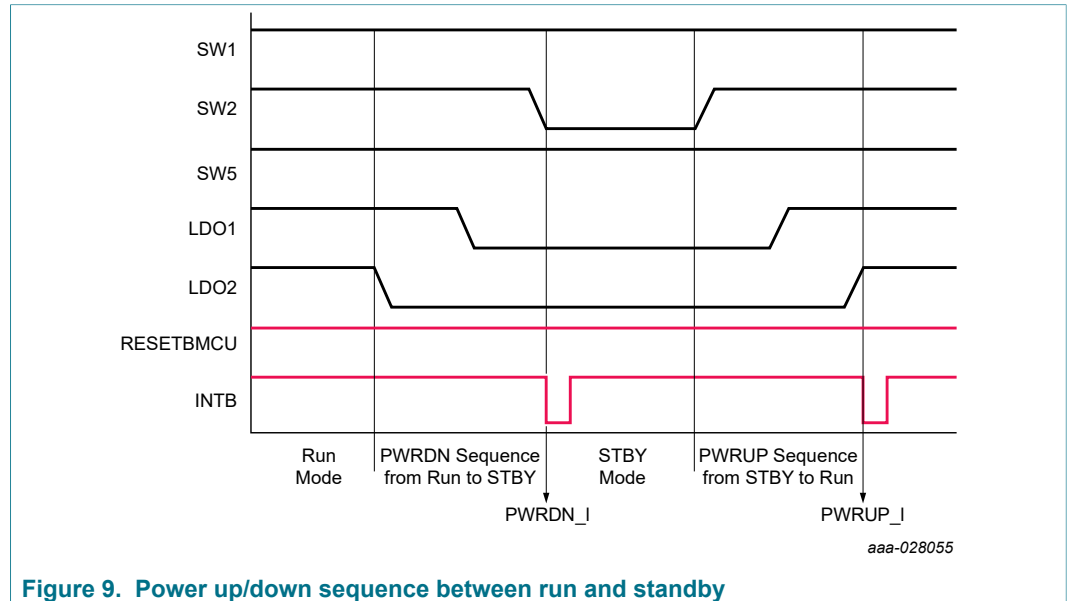 SW1
SW2
SW5
LDO1
LDO2
RESETBMCU
INTB
Run
Mode
PWRDN Sequence
from Run to STBY
STBY
Mode
PWRUP Sequence
from STBY to Run
PWRDN_I
PWRUP_I
aaa-028055
Figure 9. Power up/down sequence between run and standby